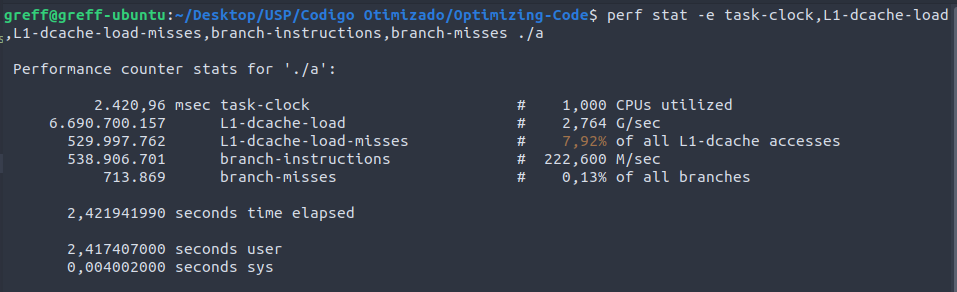 greff@greff-ubuntu:~/Desktop/USP/Codigo Otimizado/Optimizing-Code$ perf stat -e task-clock,L1-dcache-load
,L1-dcache-load-misses,branch-instructions,branch-misses ./a
Performance counter stats for './a':
2.420,96 msec task-clock # 1,000 CPUs utilized
6.690.700.157 L1-dcache-load # 2,764 G/sec
529.997.762 L1-dcache-load-misses # 7,92% of all L1-dcache accesses
538.906.701 branch-instructions # 222,600 M/sec
713.869 branch-misses # 0,13% of all branches
2,421941990 seconds time elapsed
2,417407000 seconds user
0,004002000 seconds sys